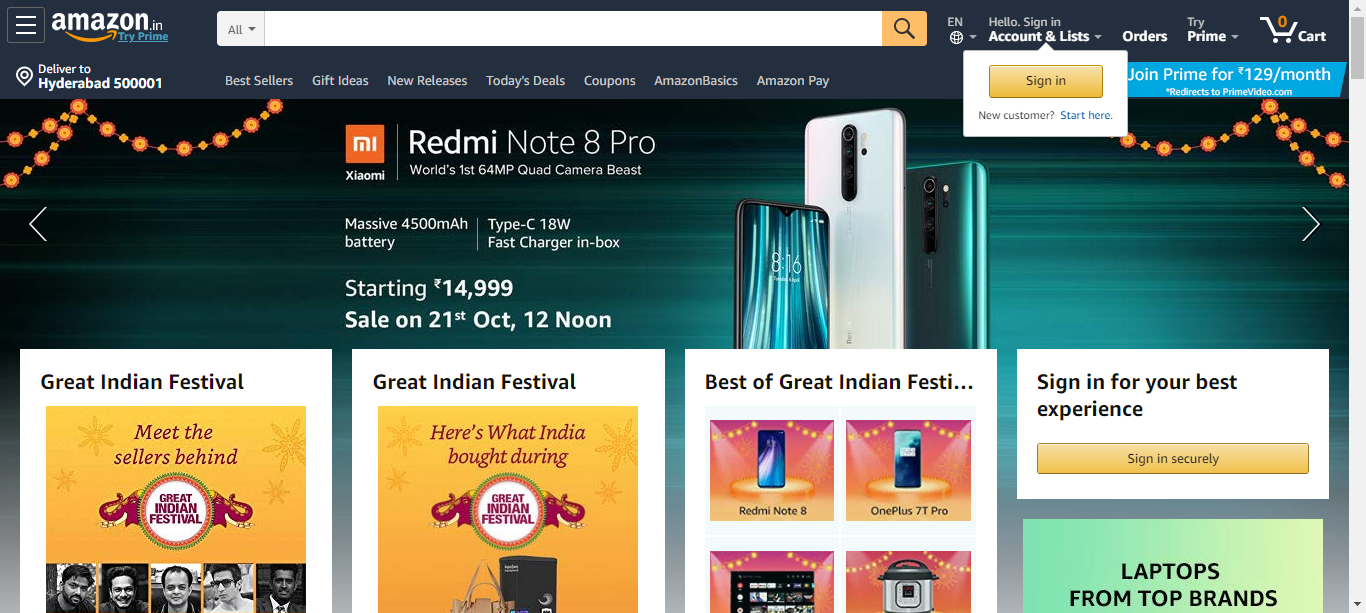 amazon.in
Try Prime
All
EN
Hello. Sign in
Account & Lists
Orders
Try
Prime
0
Cart
Deliver to
Hyderabad 500001
Best Sellers
Gift Ideas
New Releases
Today's Deals
Coupons
AmazonBasics
Amazon Pay
Sign in
New customer? Start here.
Join Prime for ₹129/month
*Redirects to PrimeVideo.com
mi
Xiaomi
Redmi Note 8 Pro
World's 1st 64MP Quad Camera Beast
Massive 4500mAh
battery
Type-C 18W
Fast Charger in-box
Starting ₹14,999
Sale on 21st Oct, 12 Noon
8:16
Great Indian Festival
Meet the
sellers behind
GREAT
INDIAN
FESTIVAL
Great Indian Festival
Here's What India
bought during
GREAT
INDIAN
FESTIVAL
Best of Great Indian Festi...
Redmi Note 8
OnePlus 7T Pro
Sign in for your best
experience
Sign in securely
LAPTOPS
FROM TOP BRANDS